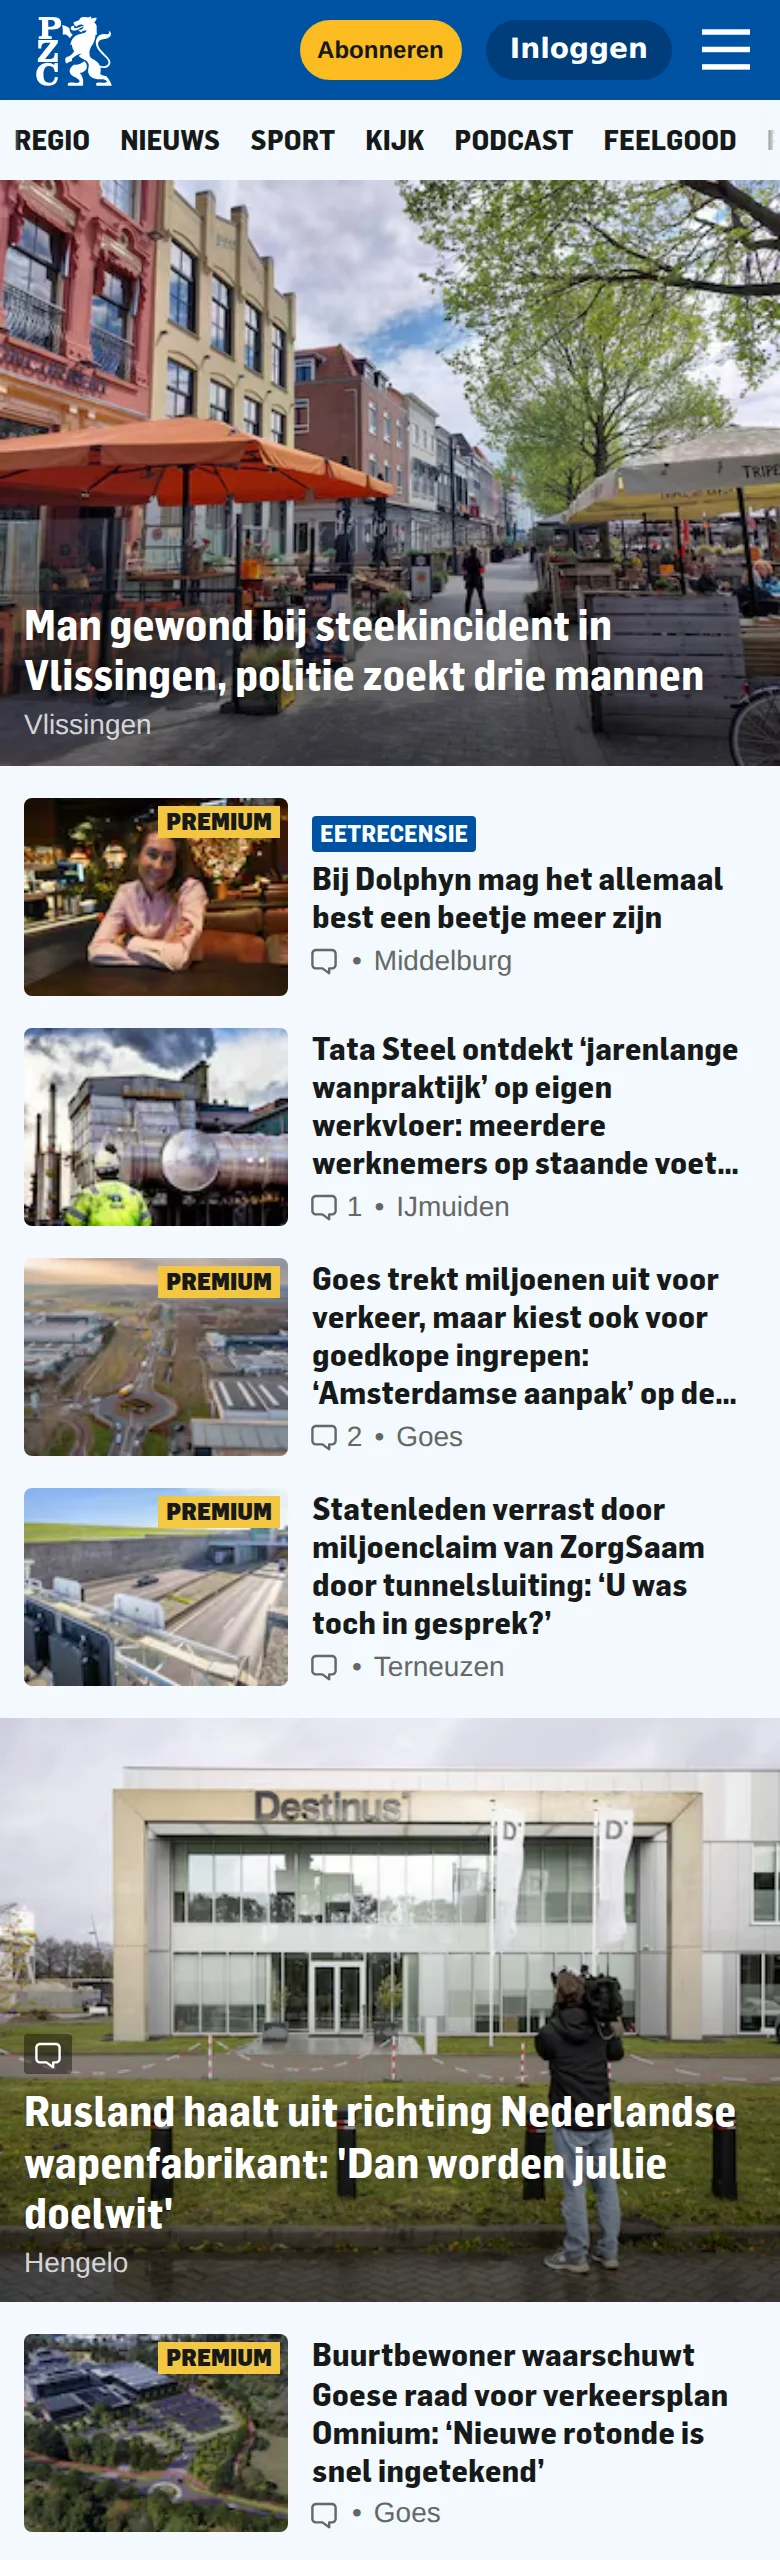 PZC
Abonneren
Inloggen
REGIO NIEUWS SPORT KIJK PODCAST FEELGOOD
TRIPEL
Man gewond bij steekincident in
Vlissingen, politie zoekt drie mannen
Vlissingen
PREMIUM
EETRECENSIE
Bij Dolphyn mag het allemaal
best een beetje meer zijn
• Middelburg
Tata Steel ontdekt ‘jarenlange
wanpraktijk’ op eigen
werkvloer: meerdere
werknemers op staande voet...
1 • IJmuiden
PREMIUM
Goes trekt miljoenen uit voor
verkeer, maar kiest ook voor
goedkope ingrepen:
‘Amsterdamse aanpak’ op de...
2 • Goes
PREMIUM
Statenleden verrast door
miljoenclaim van ZorgSaam
door tunnelsluiting: ‘U was
toch in gesprek?’
• Terneuzen
Destinus
D
D
Rusland haalt uit richting Nederlandse
wapenfabrikant: 'Dan worden jullie
doelwit'
Hengelo
PREMIUM
Buurtbewoner waarschuwt
Goese raad voor verkeersplan
Omnium: ‘Nieuwe rotonde is
snel ingetekend’
• Goes